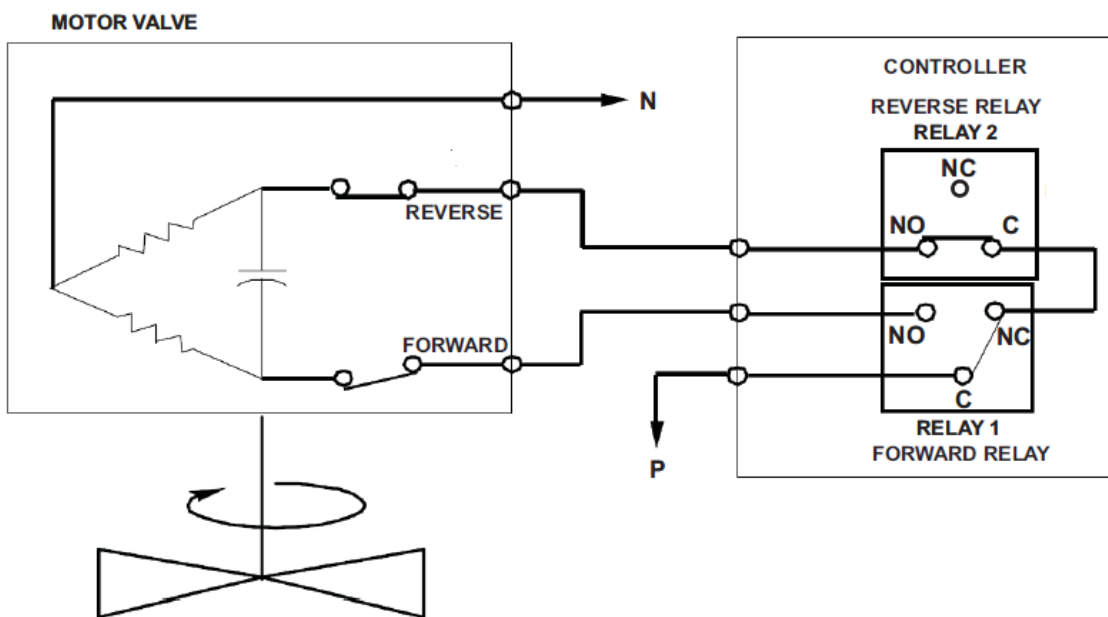 MOTOR VALVE
N
REVERSE
FORWARD
P
CONTROLLER
REVERSE RELAY
RELAY 2
NC
NO C
NO NC
C
RELAY 1
FORWARD RELAY